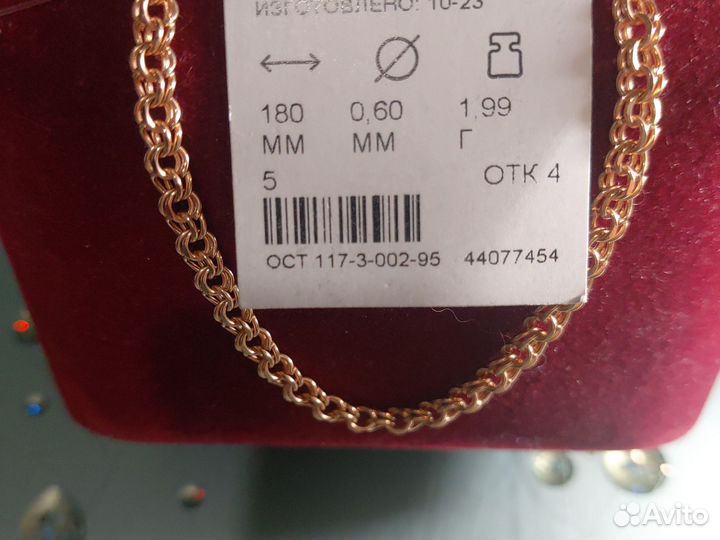 ИЗГОТОВЛЕНО: 10-23
180 0,60 1,99
ММ ММ Г
5 ОТК 4
ОСТ 117-3-002-95 44077454
Avito